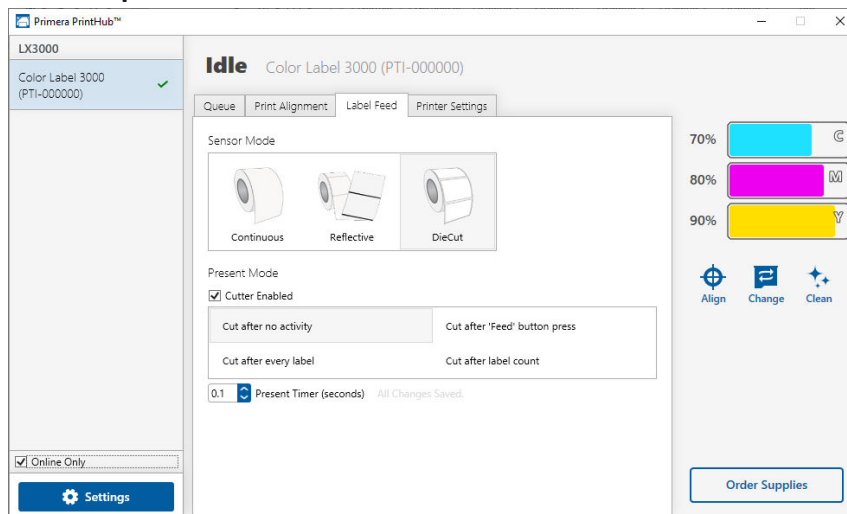 Primera PrintHub™
LX3000
Color Label 3000
(PTI-000000)
Online Only
Settings
Idle Color Label 3000 (PTI-000000)
Queue Print Alignment Label Feed Printer Settings
Sensor Mode
Continuous Reflective DieCut
Present Mode
Cutter Enabled
Cut after no activity Cut after 'Feed' button press
Cut after every label Cut after label count
0.1 Present Timer (seconds) All Changes Saved.
70% C
80% M
90% Y
Align Change Clean
Order Supplies